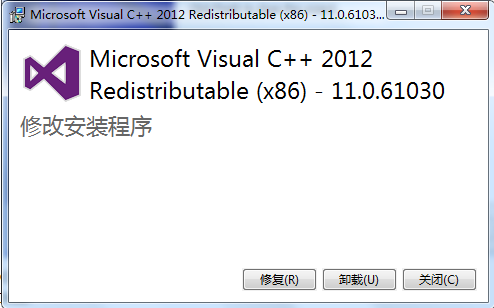 Microsoft Visual C++ 2012 Redistributable (x86) - 11.0.6103...
Microsoft Visual C++ 2012
Redistributable (x86) - 11.0.61030
修改安装程序
修复(R)
卸载(U)
关闭(C)